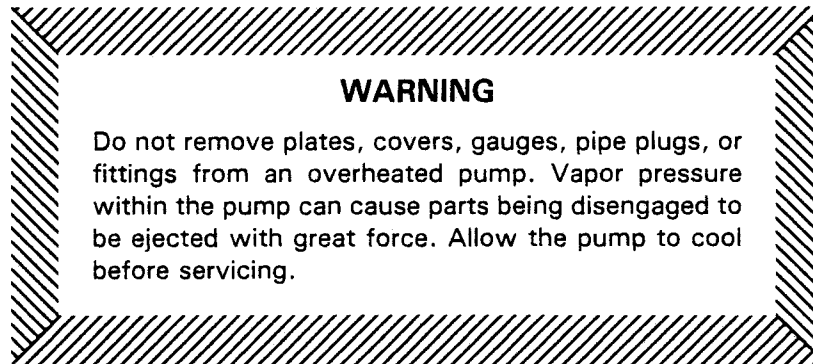 WARNING
Do not remove plates, covers, gauges, pipe plugs, or
fittings from an overheated pump. Vapor pressure
within the pump can cause parts being disengaged to
be ejected with great force. Allow the pump to cool
before servicing.